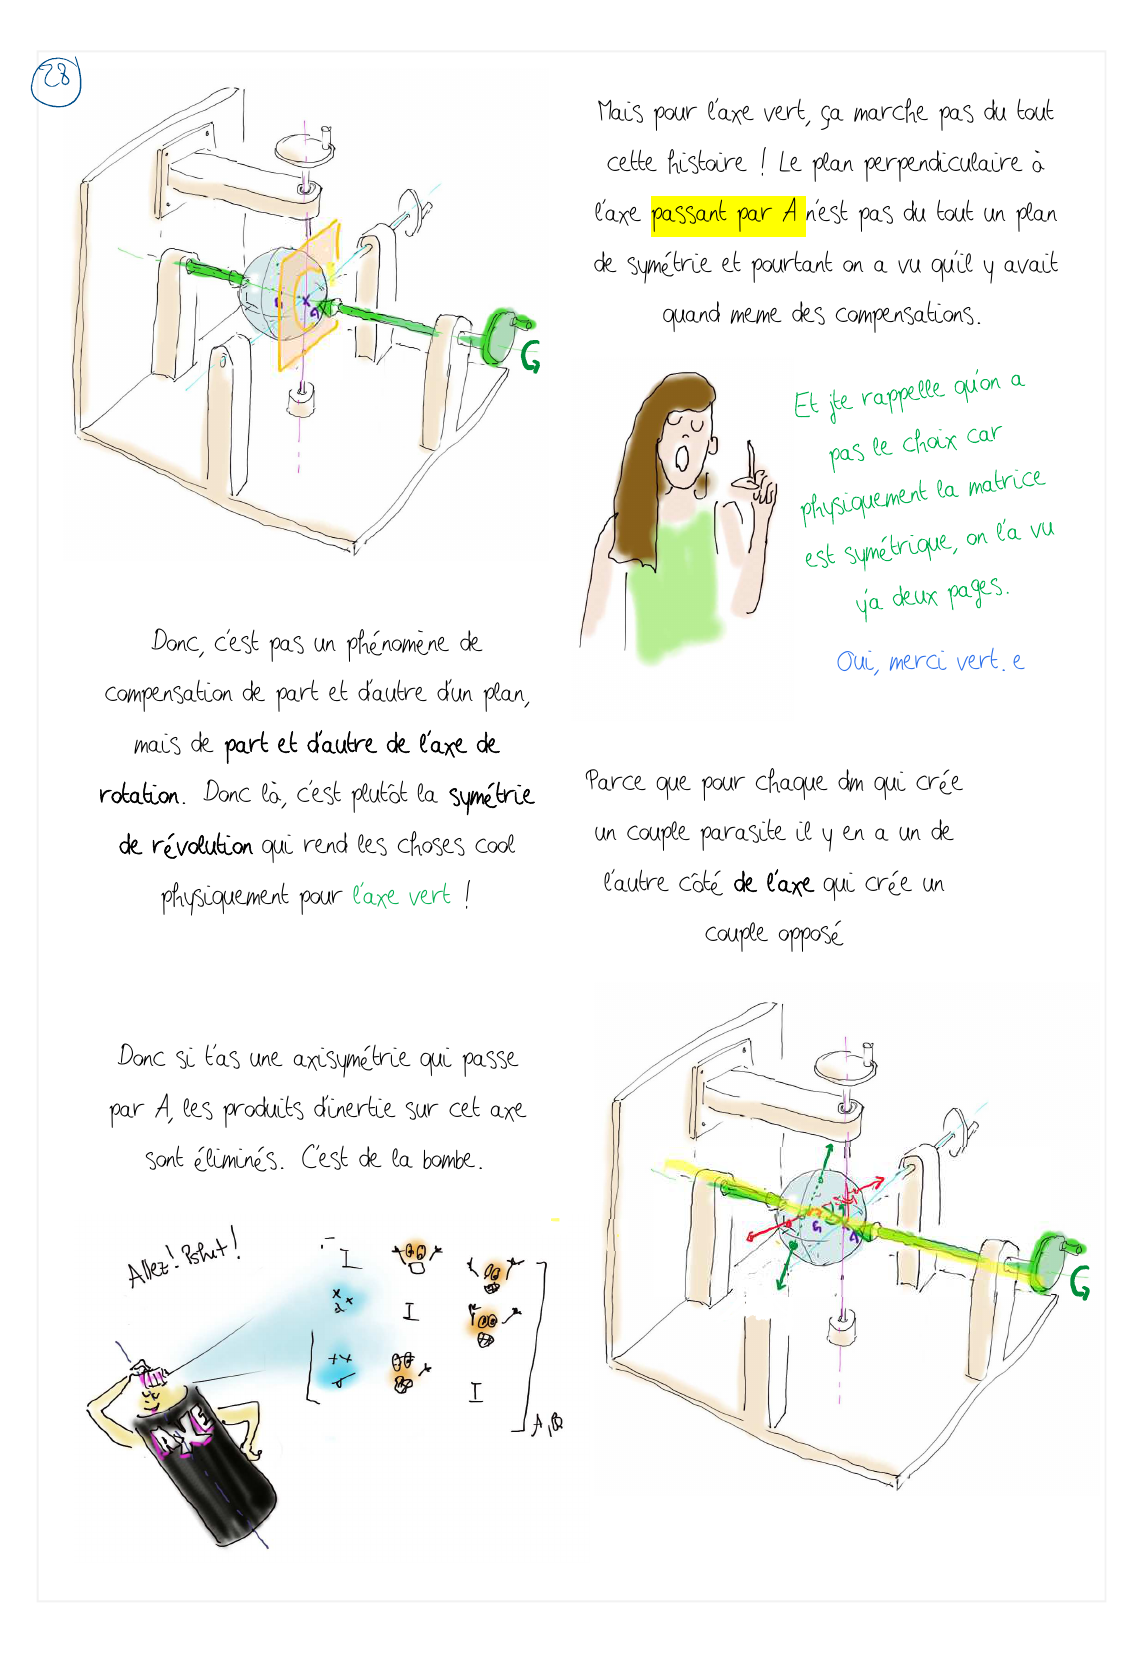 28
Mais pour l'axe vert, ça marche pas du tout
cette histoire ! Le plan perpendiculaire à
l'axe passant par A n'est pas du tout un plan
de symétrie et pourtant on a vu qu'il y avait
quand meme des compensations.
Et j'te rappelle qu'on a
pas le choix car
physiquement la matrice
est symétrique, on l'a vu
y'a deux pages.
Oui, merci vert. e
Donc, c'est pas un phénomène de
compensation de part et d'autre d'un plan,
mais de part et d'autre de l'axe de
rotation. Donc là, c'est plutôt la symétrie
de révolution qui rend les choses cool
physiquement pour l'axe vert !
Parce que pour chaque dm qui crée
un couple parasite il y en a un de
l'autre côté de l'axe qui crée un
couple opposé
Donc si t'as une axisymétrie qui passe
par A, les produits d'inertie sur cet axe
sont éliminés. C'est de la bombe.
G
A
G
A
Allez! Pshit!
I
I
I
AXE